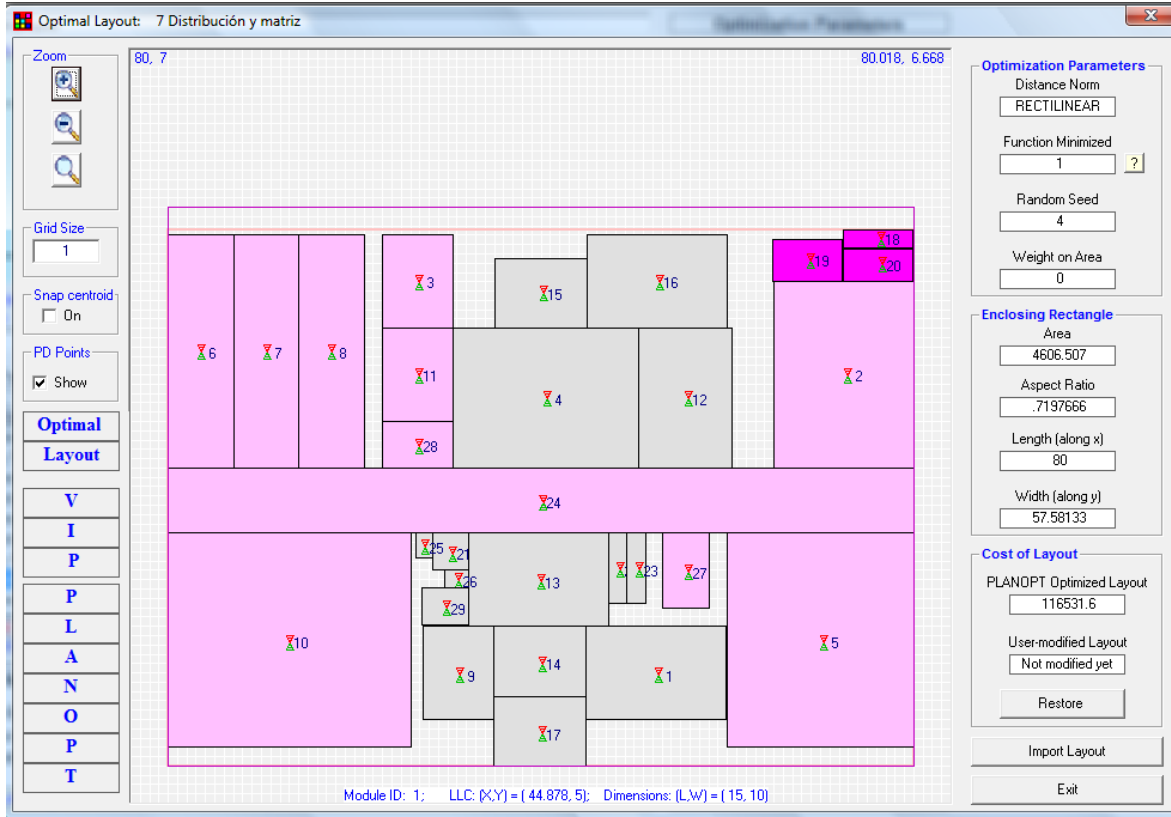 Optimal Layout:   7 Distribución y matriz
Optimization Parameters
X
Zoom
Grid Size
1
Snap centroid
On
PD Points
Show
Optimal
Layout
V
I
P
P
L
A
N
O
P
T
80, 7
80.018, 6.668
18
19
20
3
15
16
6
7
8
11
4
12
2
28
24
25
21
26
13
23
27
29
10
9
14
1
5
17
Module ID:  1;      LLC: (X,Y) = ( 44.878, 5);   Dimensions: (L,W) = ( 15, 10)
Optimization Parameters
Distance Norm
RECTILINEAR
Function Minimized
1
?
Random Seed
4
Weight on Area
0
Enclosing Rectangle
Area
4606.507
Aspect Ratio
.7197666
Length (along x)
80
Width (along y)
57.58133
Cost of Layout
PLANOPT Optimized Layout
116531.6
User-modified Layout
Not modified yet
Restore
Import Layout
Exit